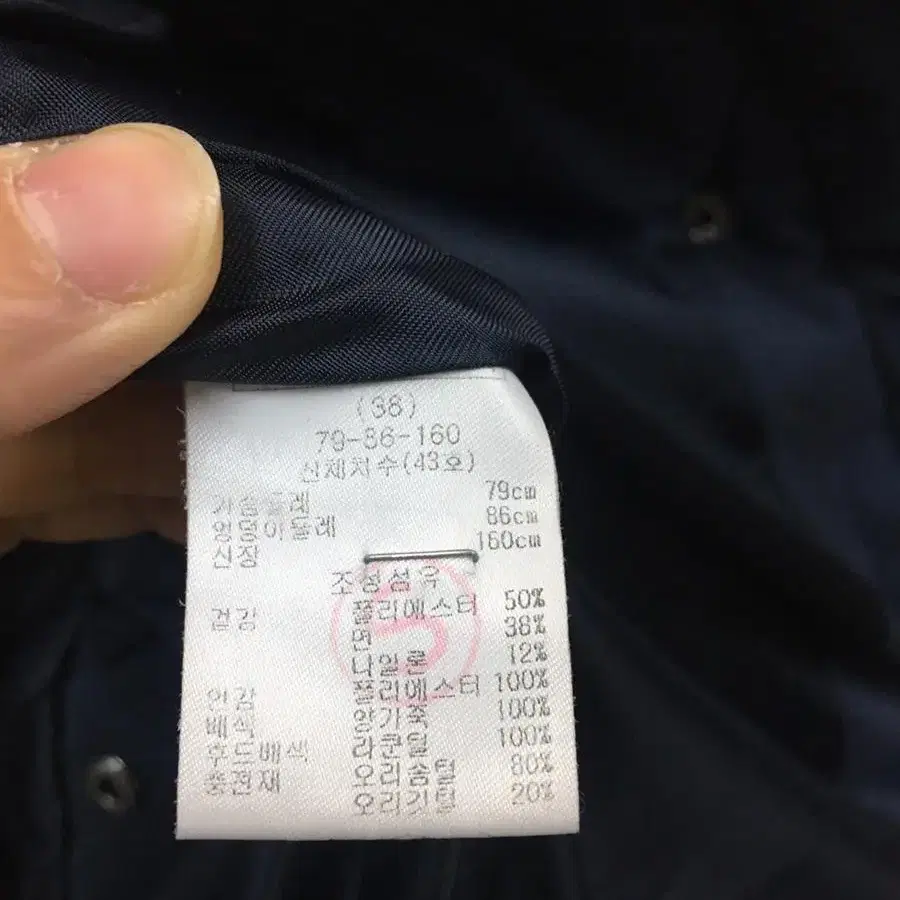 (38)
79-86-160
신체치수(43호)
가슴둘레 79cm
엉덩이둘레 86cm
신장 160cm
조성섬유
겉감 폴리에스터 50%
면 38%
나일론 12%
안감 폴리에스터 100%
배색 양가죽 100%
후드배색 라쿤털 100%
충전재 오리솜털 80%
오리깃털 20%
5